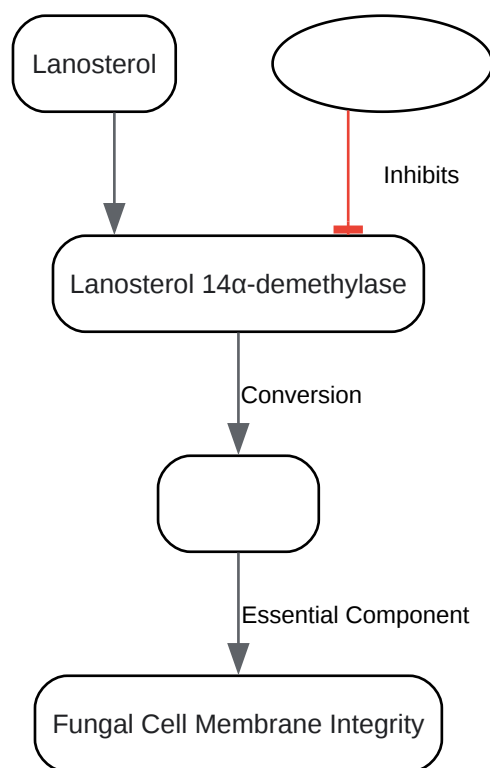 Lanosterol
Inhibits
Lanosterol 14α-demethylase
Conversion
Essential Component
Fungal Cell Membrane Integrity